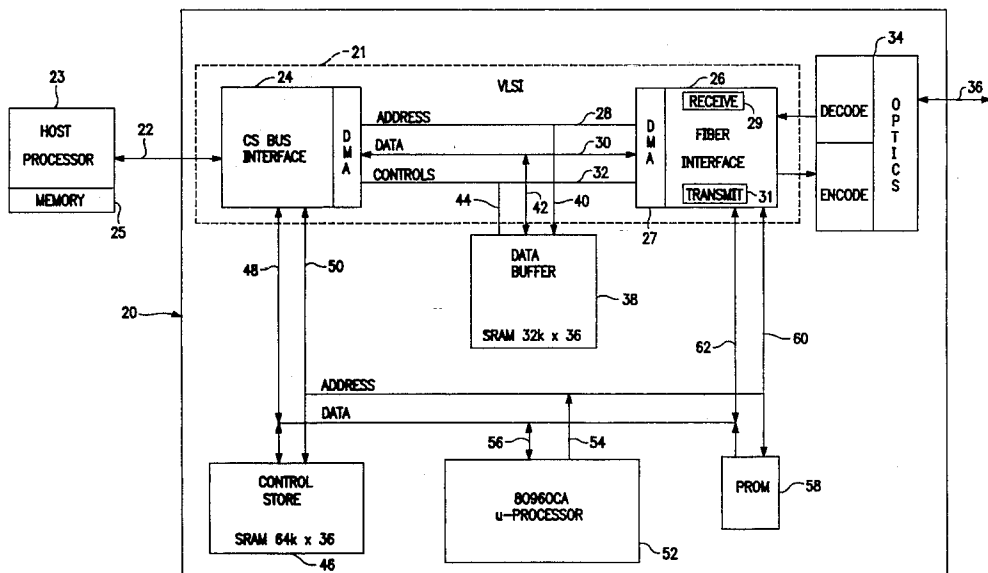 21
34
23
24
VLSI
26
36
HOST
PROCESSOR
MEMORY
22
25
CS BUS
INTERFACE
DMA
ADDRESS
28
DATA
30
CONTROLS
32
44
42
40
DMA
RECEIVE
29
FIBER
INTERFACE
TRANSMIT
31
27
DECODE
ENCODE
OPTICS
48
50
DATA
BUFFER
SRAM 32k x 36
38
20
62
60
ADDRESS
DATA
56
54
CONTROL
STORE
SRAM 64k x 36
46
80960CA
u-PROCESSOR
52
PROM
58